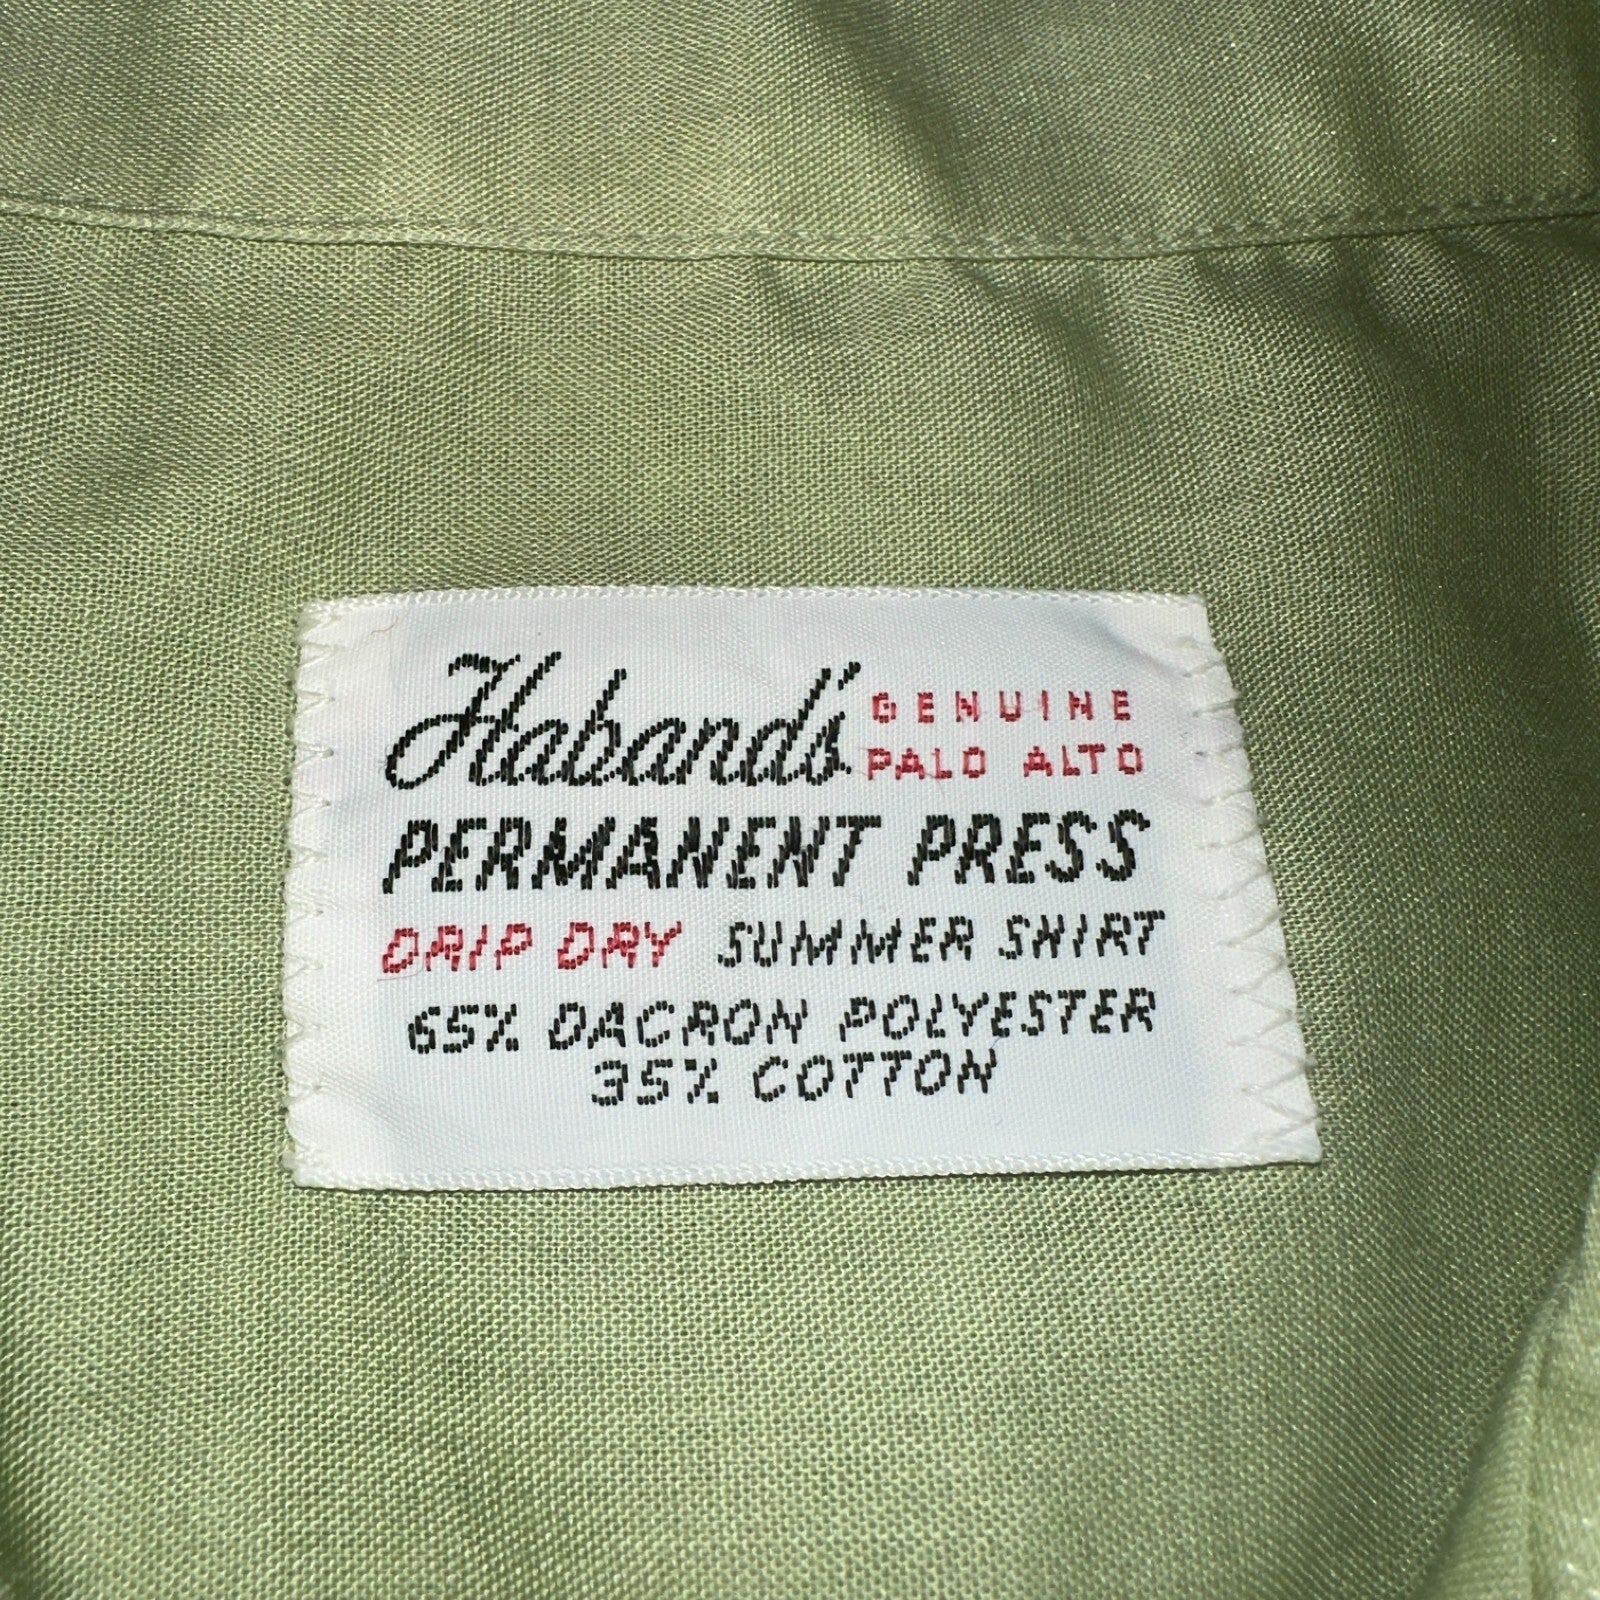 Haband's GENUINE
PALO ALTO
PERMANENT PRESS
DRIP DRY SUMMER SHIRT
65% DACRON POLYESTER
35% COTTON